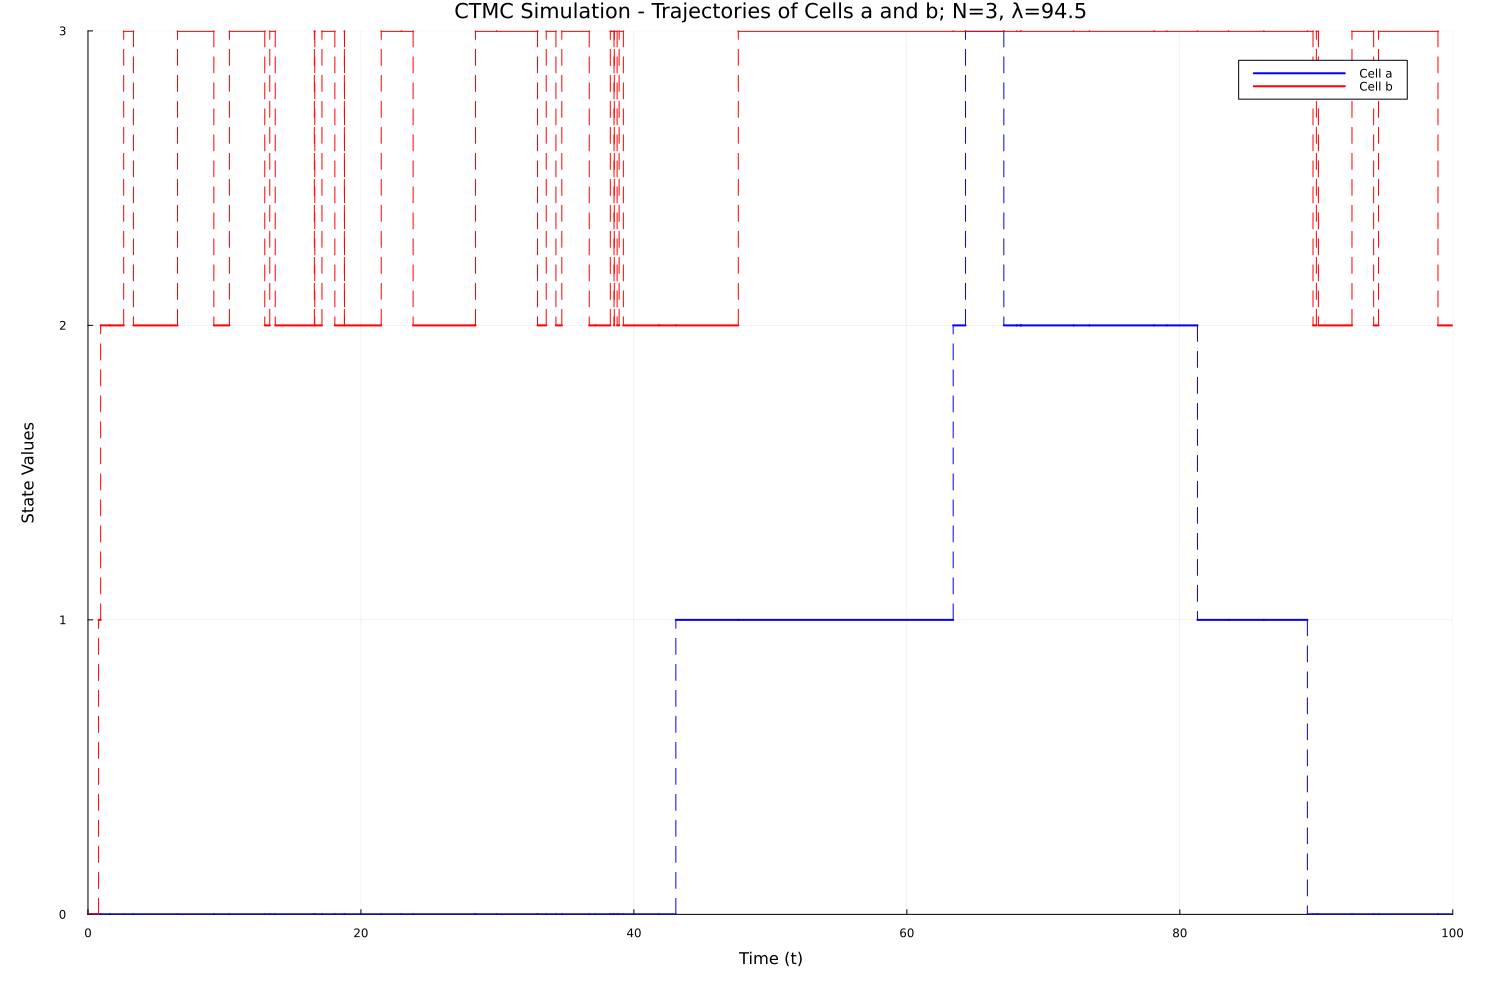 CTMC Simulation - Trajectories of Cells a and b; N=3, λ=94.5
3
Cell a
Cell b
2
State Values
1
0
0 20 40 60 80 100
Time (t)